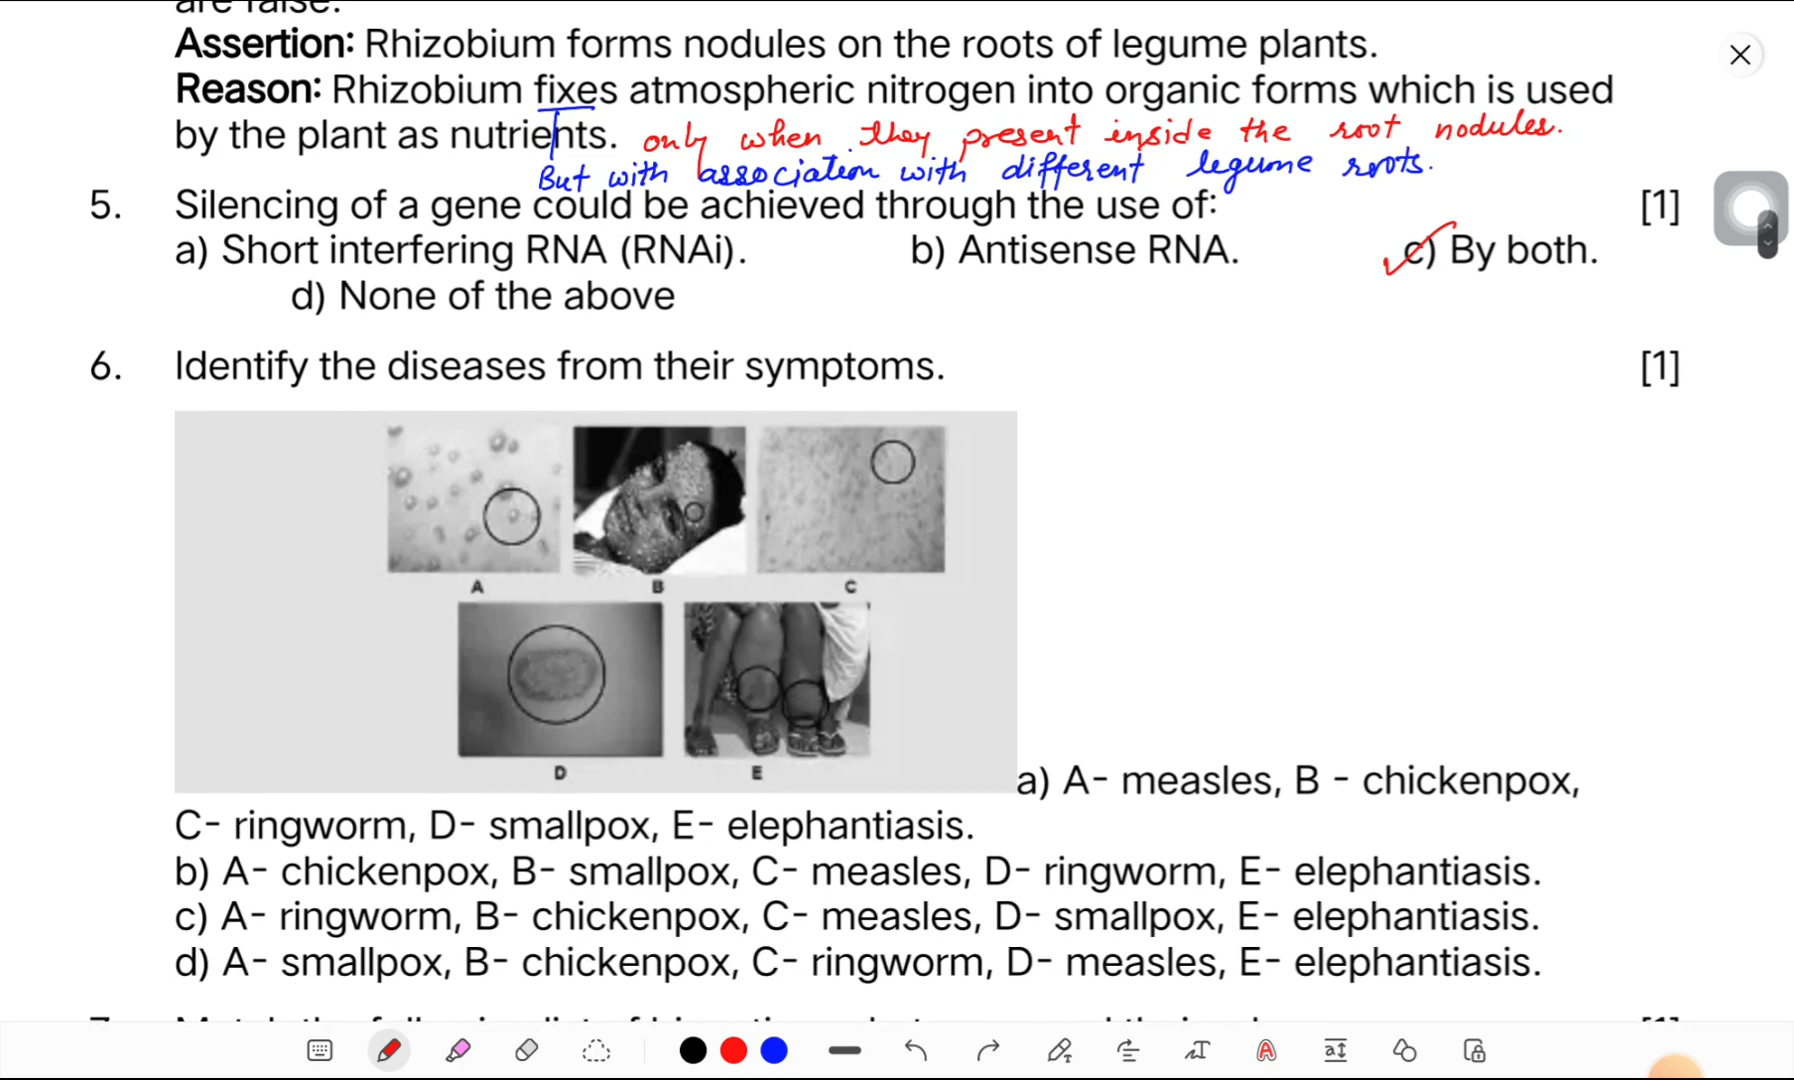 Assertion: Rhizobium forms nodules on the roots of legume plants.
Reason: Rhizobium fixes atmospheric nitrogen into organic forms which is used
by the plant as nutrients. only when they present inside the root nodules.
But with association with different legume roots.
5. Silencing of a gene could be achieved through the use of: [1]
a) Short interfering RNA (RNAi). b) Antisense RNA. c) By both.
d) None of the above
6. Identify the diseases from their symptoms. [1]
A B C
D E
a) A- measles, B - chickenpox,
C- ringworm, D- smallpox, E- elephantiasis.
b) A- chickenpox, B- smallpox, C- measles, D- ringworm, E- elephantiasis.
c) A- ringworm, B- chickenpox, C- measles, D- smallpox, E- elephantiasis.
d) A- smallpox, B- chickenpox, C- ringworm, D- measles, E- elephantiasis.